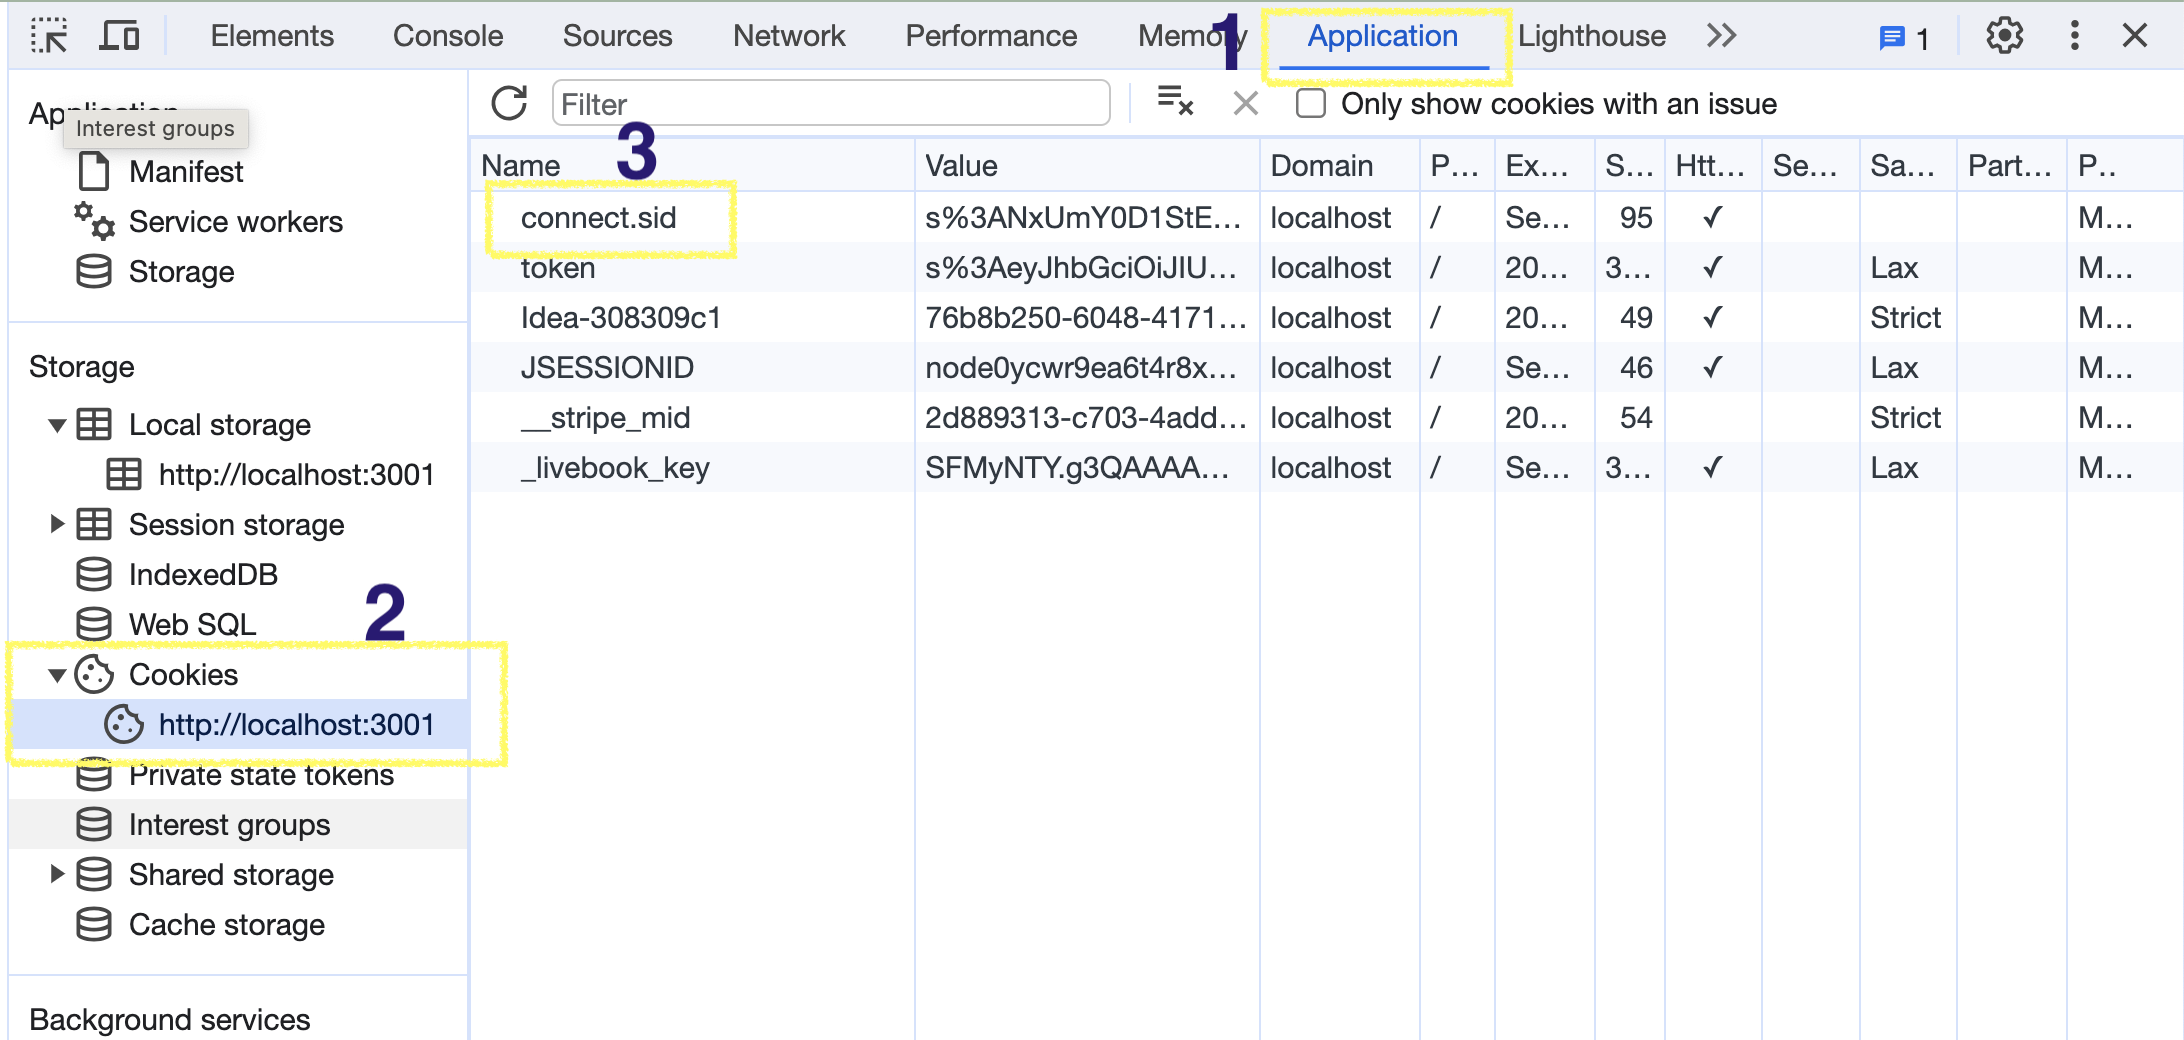 Elements Console Sources Network Performance Memory 1 Application Lighthouse 1
Application
Interest groups
Manifest
Service workers
Storage
Storage
Local storage
http://localhost:3001
Session storage
IndexedDB
Web SQL
2
Cookies
http://localhost:3001
Private state tokens
Interest groups
Shared storage
Cache storage
Background services
Filter Only show cookies with an issue
3
Name Value Domain P... Ex... S... Htt... Se... Sa... Part... P..
connect.sid s%3ANxUmY0D1StE... localhost / Se... 95 ✓ M...
token s%3AeyJhbGciOiJIU... localhost / 20... 3... ✓ Lax M...
Idea-308309c1 76b8b250-6048-4171... localhost / 20... 49 ✓ Strict M...
JSESSIONID node0ycwr9ea6t4r8x... localhost / Se... 46 ✓ Lax M...
__stripe_mid 2d889313-c703-4add... localhost / 20... 54 Strict M...
_livebook_key SFMyNTY.g3QAAAA... localhost / Se... 3... ✓ Lax M...